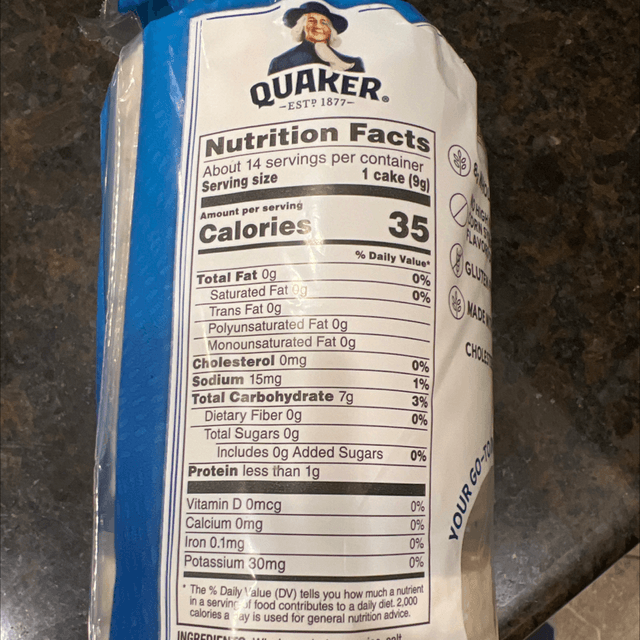 QUAKER®
ESTD 1877
Nutrition Facts
About 14 servings per container
Serving size 1 cake (9g)
Amount per serving
Calories 35
% Daily Value*
Total Fat 0g 0%
Saturated Fat 0g 0%
Trans Fat 0g
Polyunsaturated Fat 0g
Monounsaturated Fat 0g
Cholesterol 0mg 0%
Sodium 15mg 1%
Total Carbohydrate 7g 3%
Dietary Fiber 0g 0%
Total Sugars 0g
Includes 0g Added Sugars 0%
Protein less than 1g
Vitamin D 0mcg 0%
Calcium 0mg 0%
Iron 0.1mg 0%
Potassium 30mg 0%
* The % Daily Value (DV) tells you how much a nutrient
in a serving of food contributes to a daily diet. 2,000
calories a day is used for general nutrition advice.
salt
MADE
YOUR GO-TO